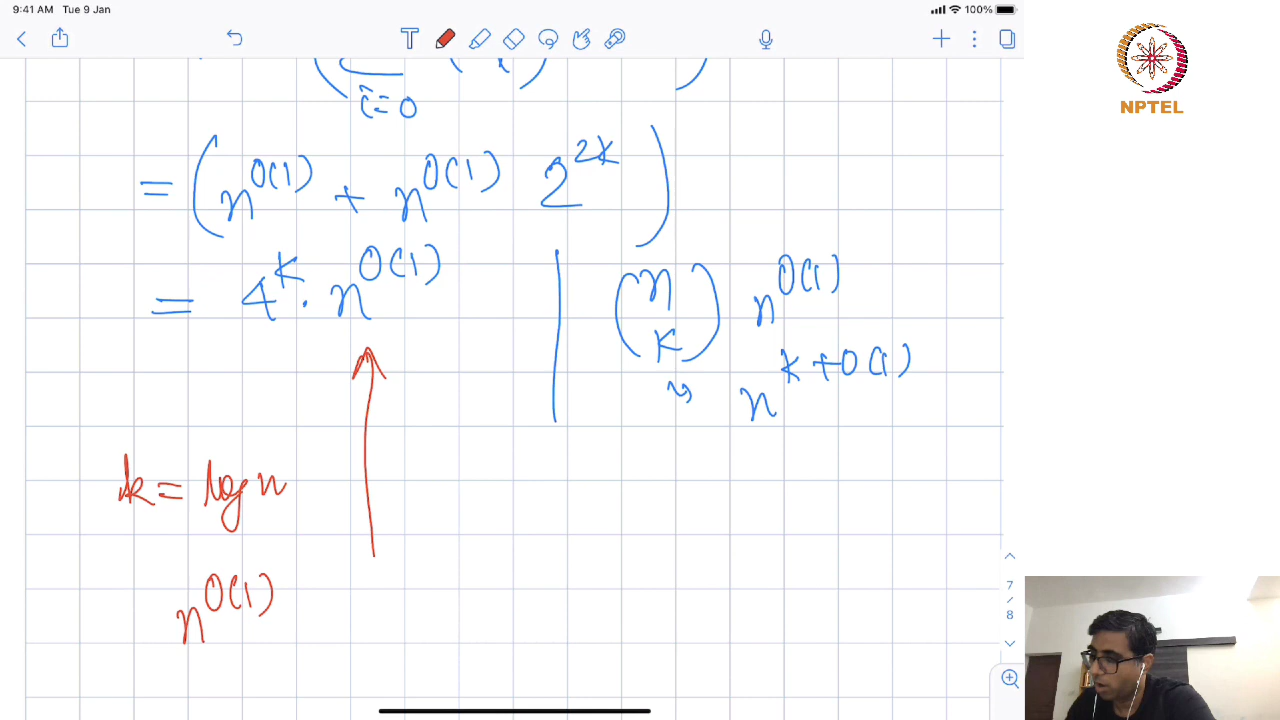 9:41 AM Tue 9 Jan
100%
NPTEL
i=0
= (n^{O(1)} + n^{O(1)} 2^{2k})
= 4^k · n^{O(1)}
(n k) n^{O(1)}
n^{k+O(1)}
k = log n
n^{O(1)}
7
/
8